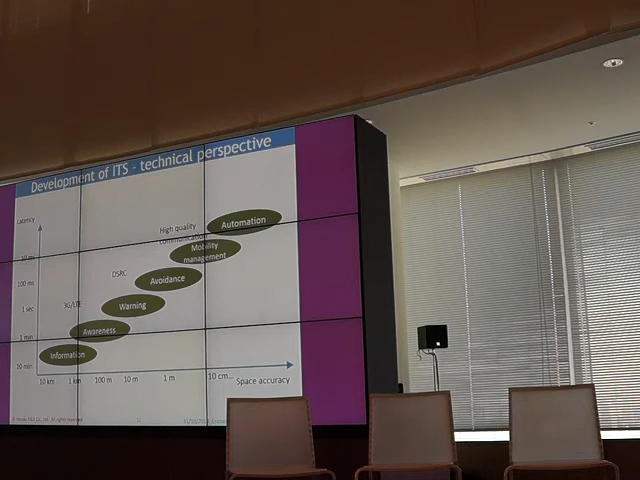 Development of ITS - technical perspective
Latency
Automation
High quality
communication
Mobility
management
10 ms
DSRC
Avoidance
100 ms
3G/LTE
Warning
1 sec
Awareness
1 min
Information
10 min
10 km
1 km
100 m
10 m
1 m
10 cm...
Space accuracy